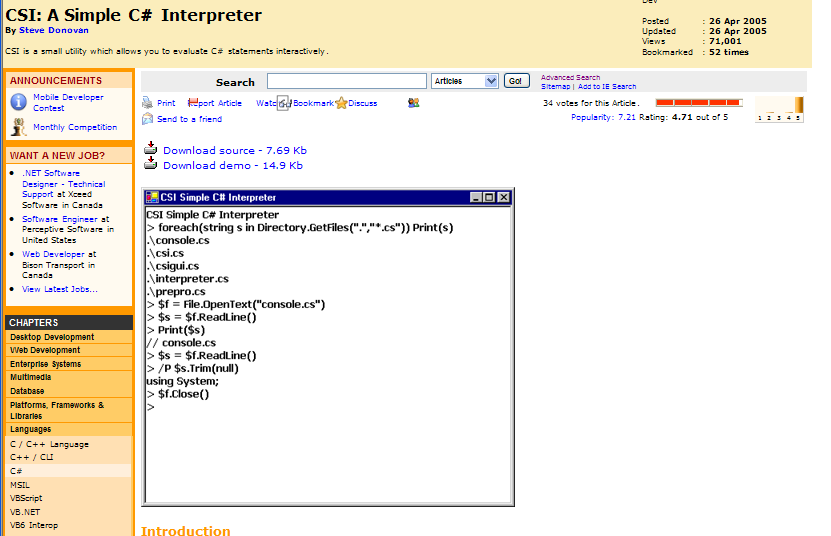 CSI: A Simple C# Interpreter
By Steve Donovan
CSI is a small utility which allows you to evaluate C# statements interactively.
Dev
Posted : 26 Apr 2005
Updated : 26 Apr 2005
Views : 71,001
Bookmarked : 52 times
ANNOUNCEMENTS
Mobile Developer
Contest
Monthly Competition
WANT A NEW JOB?
.NET Software
Designer - Technical
Support at Xceed
Software in Canada
Software Engineer at
Perceptive Software in
United States
Web Developer at
Bison Transport in
Canada
View Latest Jobs...
CHAPTERS
Desktop Development
Web Development
Enterprise Systems
Multimedia
Database
Platforms, Frameworks &
Libraries
Languages
C / C++ Language
C++ / CLI
C#
MSIL
VBScript
VB.NET
VB6 Interop
Search Articles Go!
Advanced Search
Sitemap | Add to IE Search
Print Article Bookmark Discuss
Send to a friend
34 votes for this Article.
Popularity: 7.21 Rating: 4.71 out of 5
1 2 3 4 5
Download source - 7.69 Kb
Download demo - 14.9 Kb
CSI Simple C# Interpreter
CSI Simple C# Interpreter
> foreach(string s in Directory.GetFiles(".","*.cs")) Print(s)
.\console.cs
.\csi.cs
.\csigui.cs
.\interpreter.cs
.\prepro.cs
> $f = File.OpenText("console.cs")
> $s = $f.ReadLine()
> Print($s)
// console.cs
> $s = $f.ReadLine()
> /P $s.Trim(null)
using System;
> $f.Close()
>
Introduction